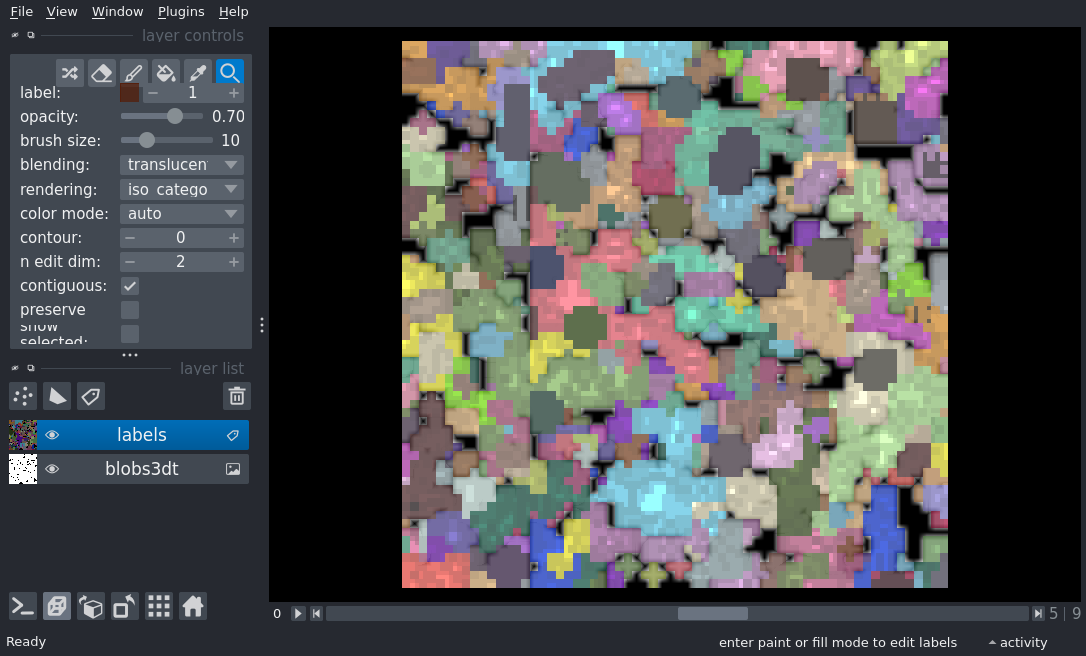 File View Window Plugins Help
layer controls
label: 1
opacity: 0.70
brush size: 10
blending: translucen
rendering: iso_catego
color mode: auto
contour: 0
n edit dim: 2
contiguous:
preserve
show
selected:
layer list
labels
blobs3dt
0 5 | 9
Ready enter paint or fill mode to edit labels activity